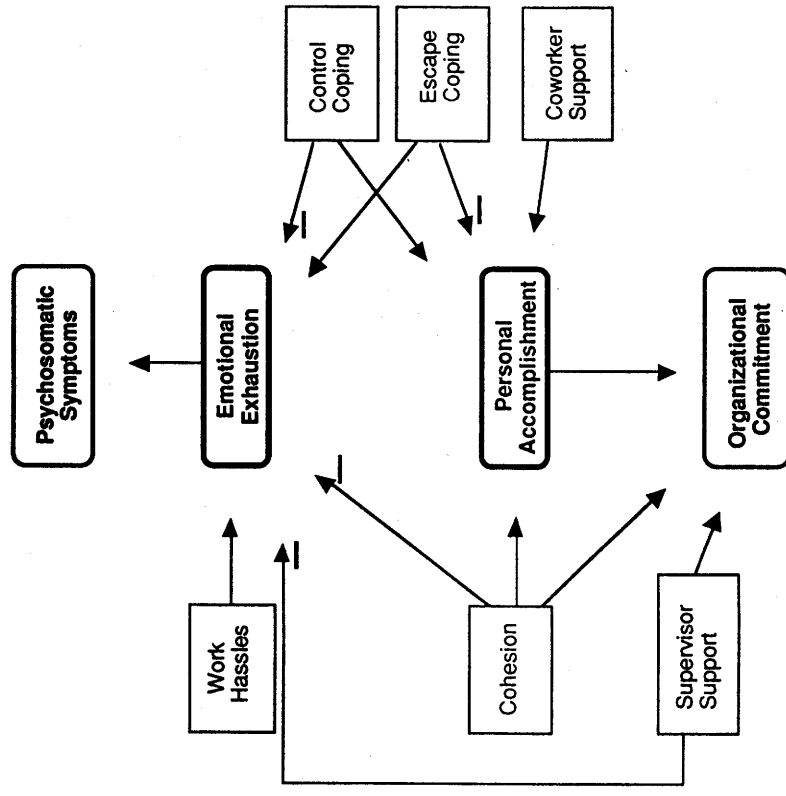 Supervisor
Support
Cohesion
Work
Hassles
Organizational
Commitment
Personal
Accomplishment
Emotional
Exhaustion
Psychosomatic
Symptoms
Coworker
Support
Escape
Coping
Control
Coping